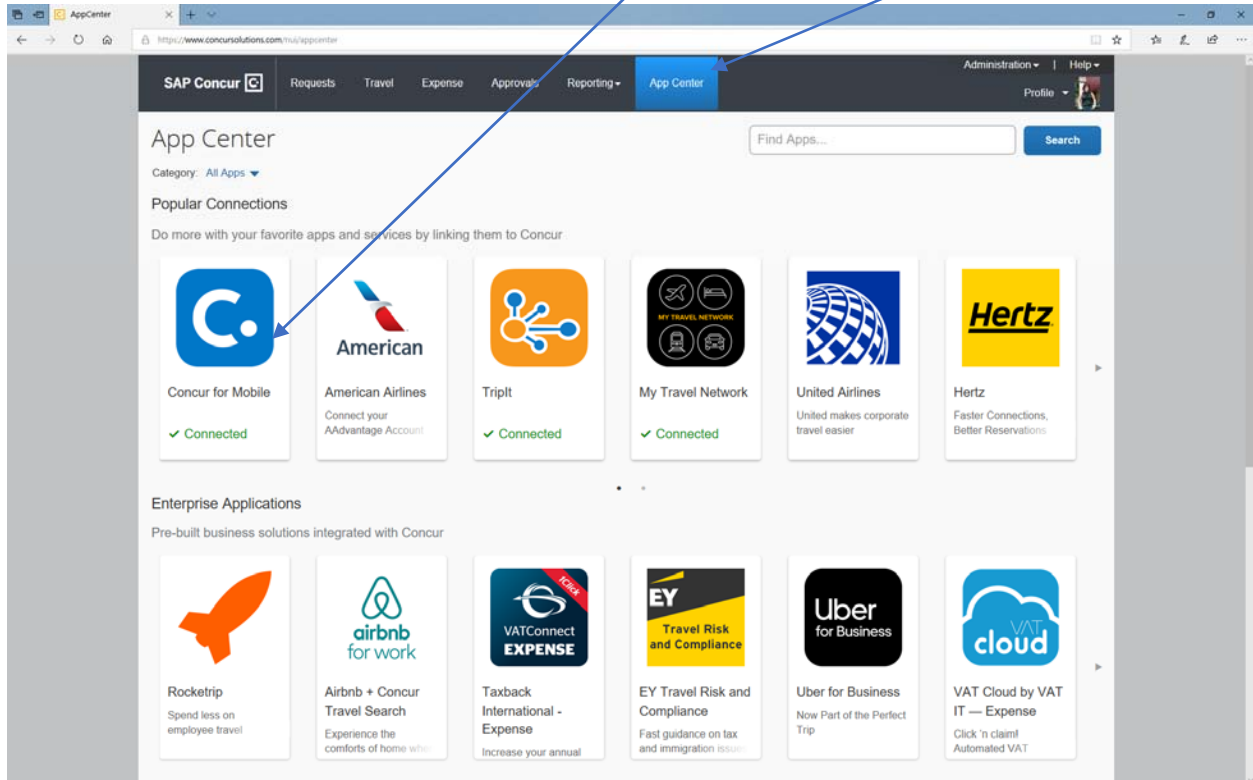 AppCenter
https://www.concursolutions.com/mui/appcenter
SAP Concur C Requests Travel Expense Approvals Reporting App Center
Administration | Help
Profile
App Center
Find Apps...
Search
Category: All Apps
Popular Connections
Do more with your favorite apps and services by linking them to Concur
C.
American
MY TRAVEL NETWORK
Hertz.
Concur for Mobile
✓ Connected
American Airlines
Connect your
AAdvantage Account
TripIt
✓ Connected
My Travel Network
✓ Connected
United Airlines
United makes corporate
travel easier
Hertz
Faster Connections,
Better Reservations
Enterprise Applications
Pre-built business solutions integrated with Concur
airbnb
for work
1Click
VATConnect
EXPENSE
EY
Travel Risk
and Compliance
Uber
for Business
VAT
cloud
Rocketrip
Spend less on
employee travel
Airbnb + Concur
Travel Search
Experience the
comforts of home
Taxback
International -
Expense
Increase your annual
EY Travel Risk and
Compliance
Fast guidance on tax
and immigration issues
Uber for Business
Now Part of the Perfect
Trip
VAT Cloud by VAT
IT — Expense
Click 'n claim!
Automated VAT